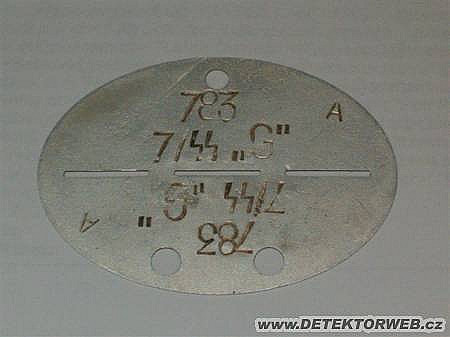 783 A
7/ᛋᛋ „G"
„G" ᛋᛋ/7
A 783
www.DETEKTORWEB.cz